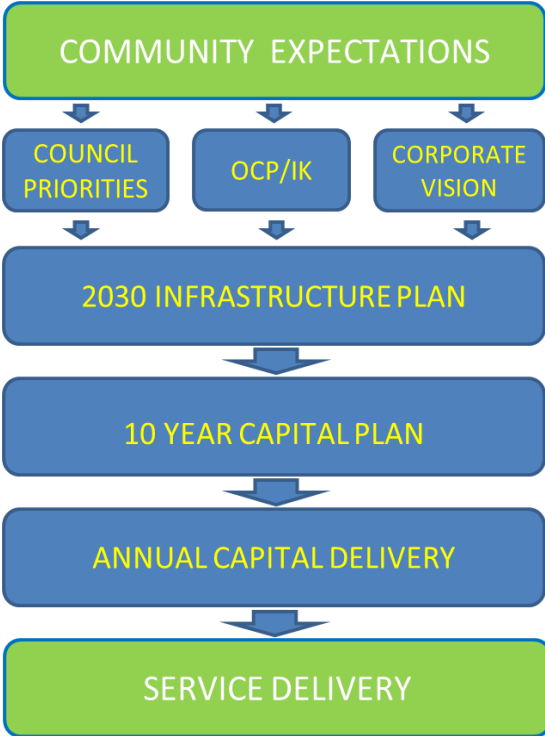 COMMUNITY EXPECTATIONS
COUNCIL
PRIORITIES
OCP/IK
CORPORATE
VISION
2030 INFRASTRUCTURE PLAN
10 YEAR CAPITAL PLAN
ANNUAL CAPITAL DELIVERY
SERVICE DELIVERY